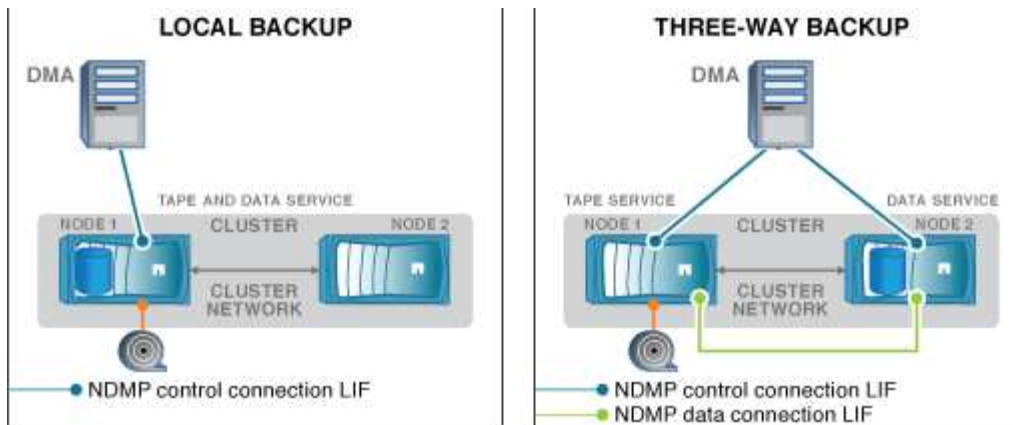 LOCAL BACKUP
DMA
TAPE AND DATA SERVICE
NODE 1
CLUSTER
NODE 2
CLUSTER
NETWORK
NDMP control connection LIF
THREE-WAY BACKUP
DMA
TAPE SERVICE
DATA SERVICE
NODE 1
CLUSTER
NODE 2
CLUSTER
NETWORK
NDMP control connection LIF
NDMP data connection LIF